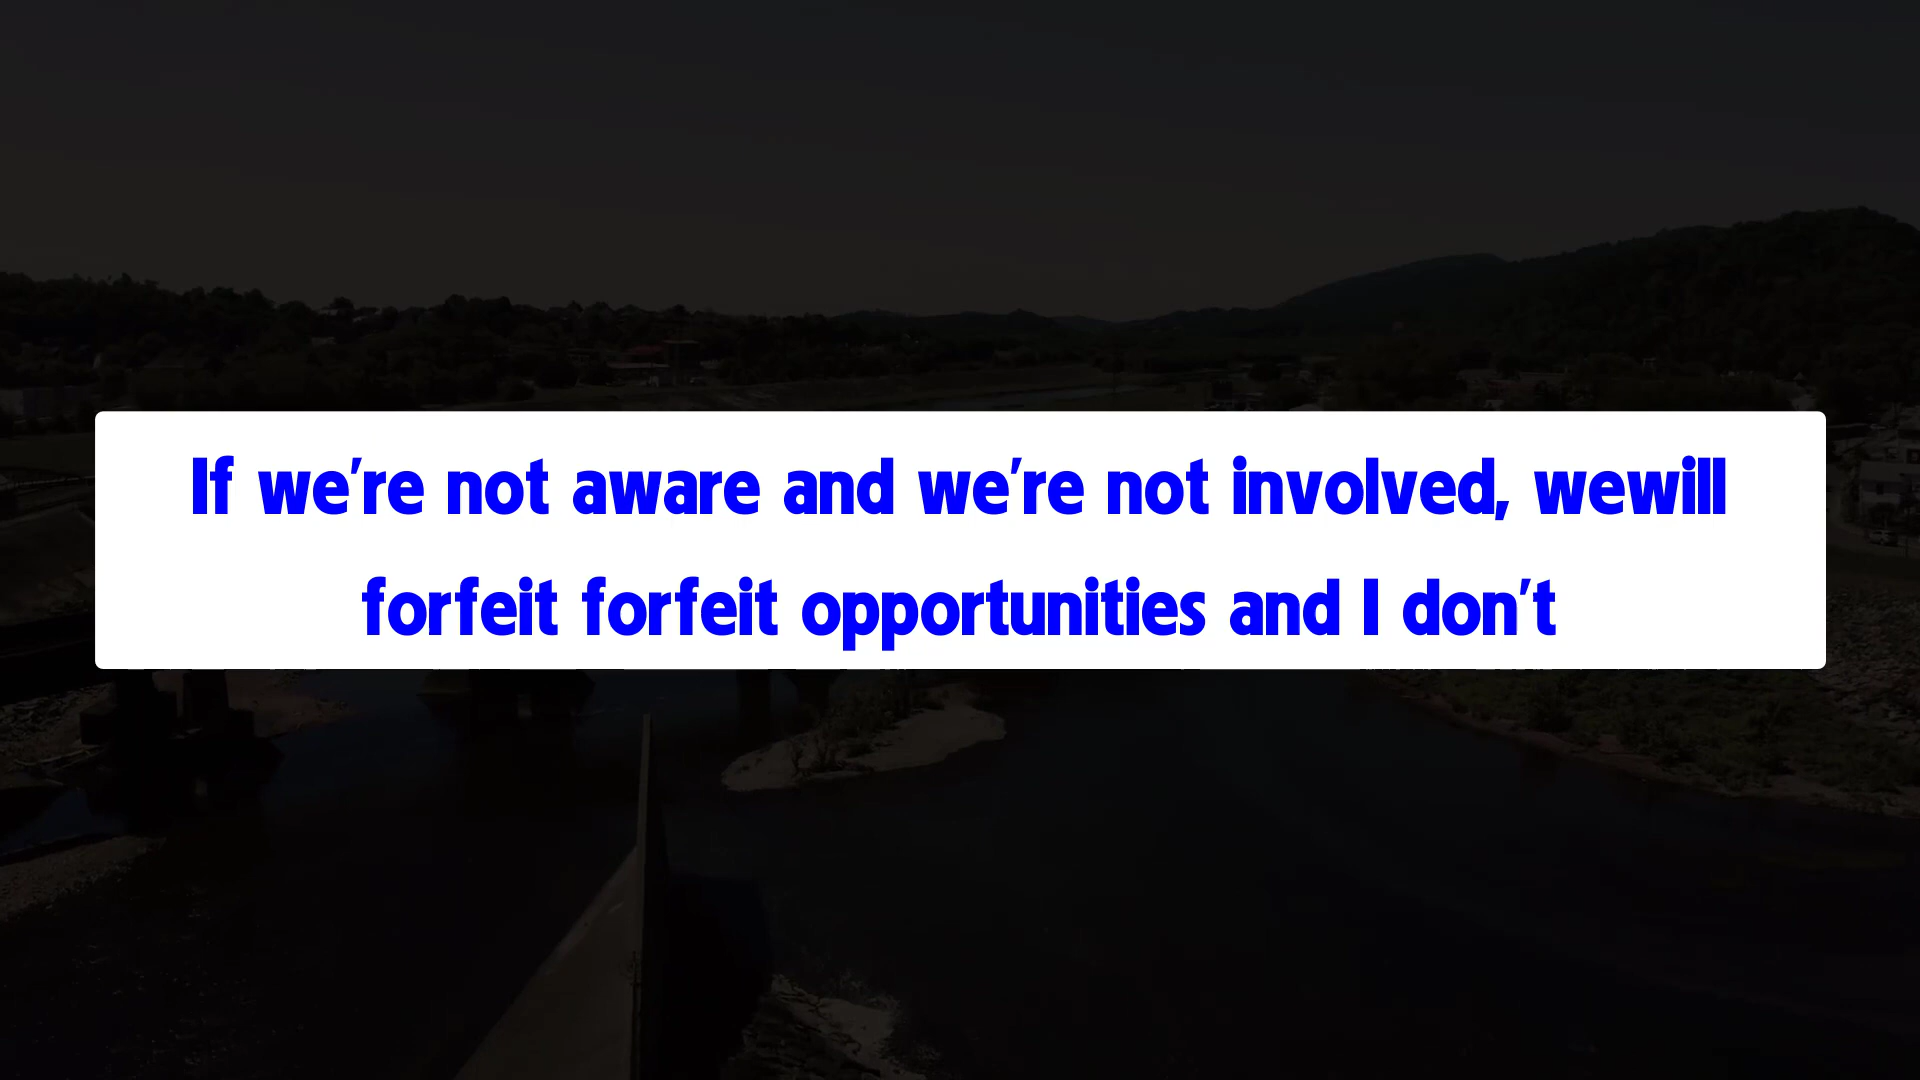 If we're not aware and we're not involved, wewill
forfeit forfeit opportunities and I don't